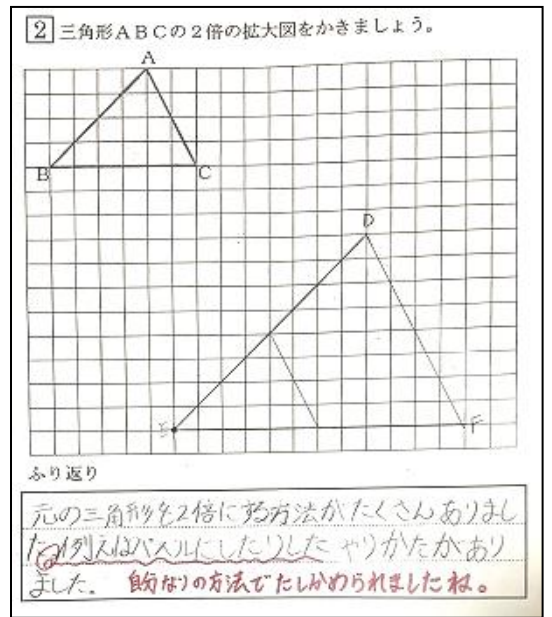 2 三角形ABCの2倍の拡大図をかきましょう。
A
B
C
D
E
F
ふり返り
元の三角形を2倍にする方法がたくさんありまし
た。例えばパズルにしたりした やりかたがあり
ました。 自分なりの方法でたしかめられましたね。